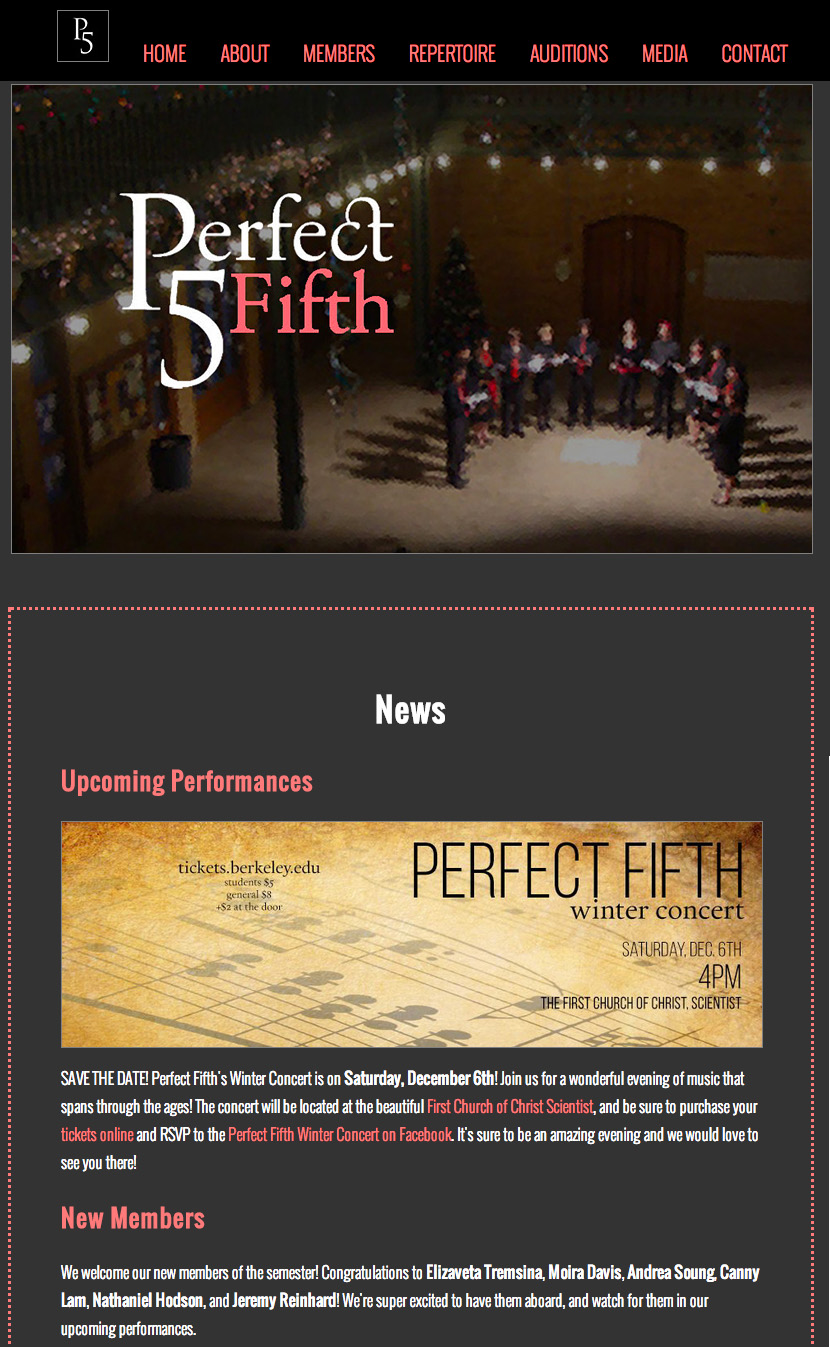 P5
HOME ABOUT MEMBERS REPERTOIRE AUDITIONS MEDIA CONTACT
Perfect
5 Fifth
News
Upcoming Performances
tickets.berkeley.edu
students $5
general $8
+$2 at the door
PERFECT FIFTH
winter concert
SATURDAY, DEC. 6TH
4PM
THE FIRST CHURCH OF CHRIST, SCIENTIST
SAVE THE DATE! Perfect Fifth's Winter Concert is on Saturday, December 6th! Join us for a wonderful evening of music that
spans through the ages! The concert will be located at the beautiful First Church of Christ Scientist, and be sure to purchase your
tickets online and RSVP to the Perfect Fifth Winter Concert on Facebook. It's sure to be an amazing evening and we would love to
see you there!
New Members
We welcome our new members of the semester! Congratulations to Elizaveta Tremsina, Moira Davis, Andrea Soung, Canny
Lam, Nathaniel Hodson, and Jeremy Reinhard! We're super excited to have them aboard, and watch for them in our
upcoming performances.